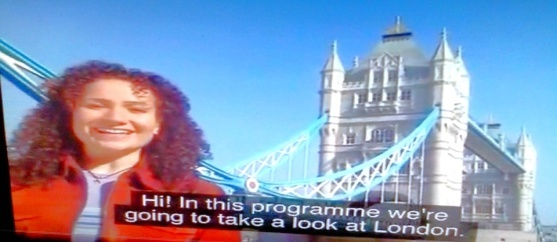 Hi! In this programme we're
going to take a look at London.